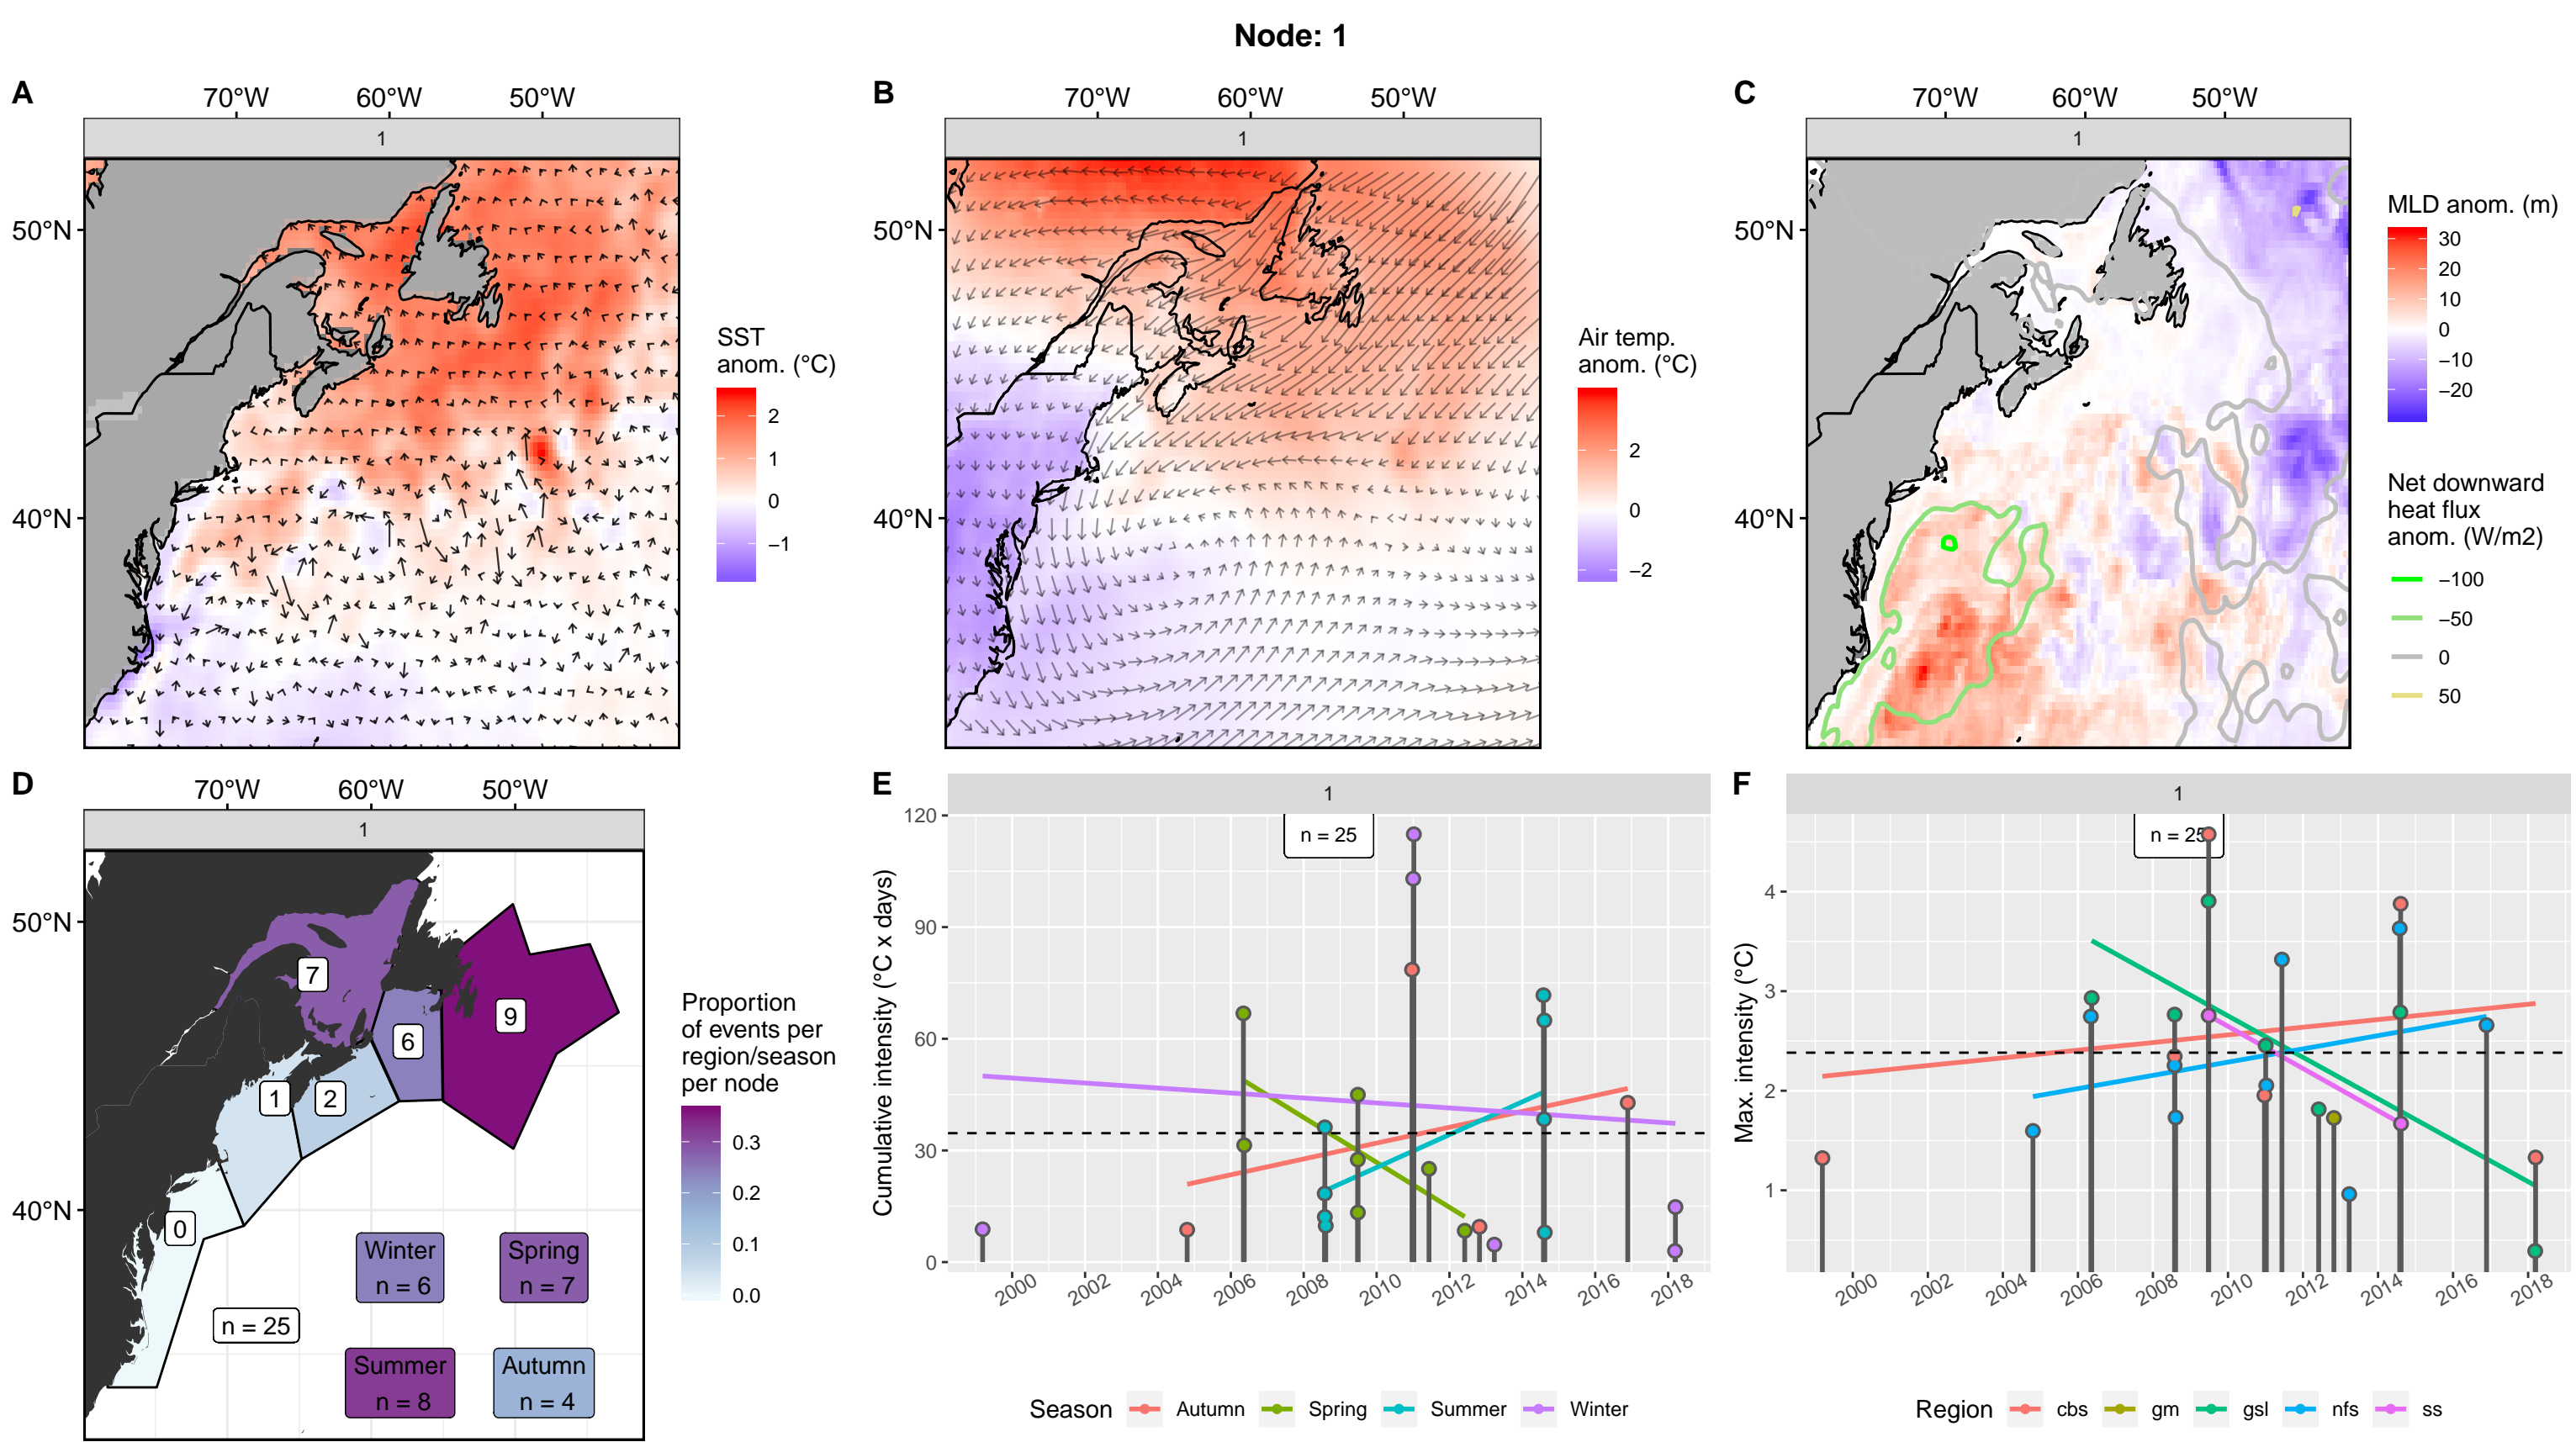 Node: 1
A
70°W 60°W 50°W
1
50°N
40°N
SST
anom. (°C)
2
1
0
−1
B
70°W 60°W 50°W
1
50°N
40°N
Air temp.
anom. (°C)
2
0
−2
C
70°W 60°W 50°W
1
50°N
40°N
MLD anom. (m)
30
20
10
0
−10
−20
Net downward
heat flux
anom. (W/m2)
−100
−50
0
50
D
70°W 60°W 50°W
1
50°N
40°N
7
9
6
1
2
0
n = 25
Winter
n = 6
Spring
n = 7
Summer
n = 8
Autumn
n = 4
Proportion
of events per
region/season
per node
0.3
0.2
0.1
0.0
E
1
n = 25
Cumulative intensity (°C x days)
120
90
60
30
0
2000 2002 2004 2006 2008 2010 2012 2014 2016 2018
Season Autumn Spring Summer Winter
F
1
n = 25
Max. intensity (°C)
4
3
2
1
2000 2002 2004 2006 2008 2010 2012 2014 2016 2018
Region cbs gm gsl nfs ss